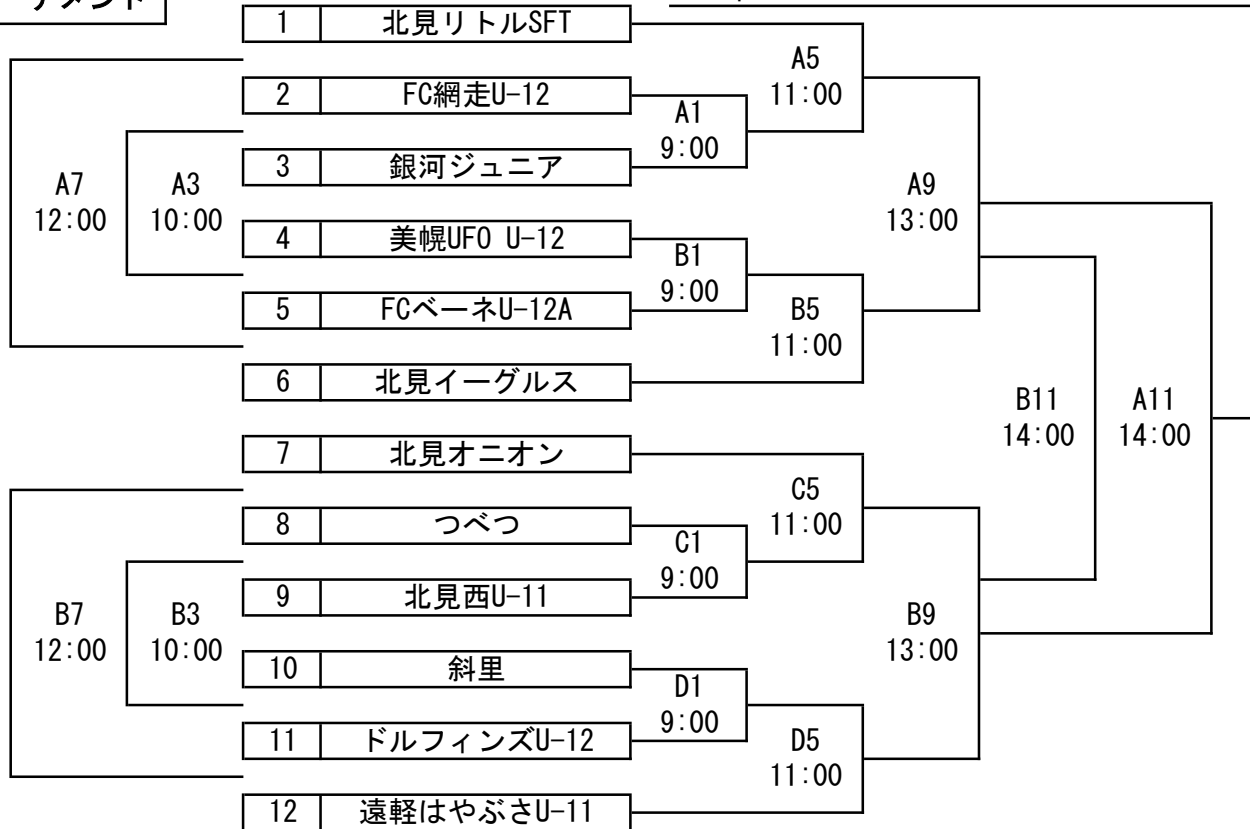 ナメント
1 北見リトルSFT
2 FC網走U-12
3 銀河ジュニア
4 美幌UFO U-12
5 FCベーネU-12A
6 北見イーグルス
7 北見オニオン
8 つべつ
9 北見西U-11
10 斜里
11 ドルフィンズU-12
12 遠軽はやぶさU-11
A7
12:00
A3
10:00
B7
12:00
B3
10:00
A1
9:00
B1
9:00
C1
9:00
D1
9:00
A5
11:00
B5
11:00
C5
11:00
D5
11:00
A9
13:00
B9
13:00
B11
14:00
A11
14:00